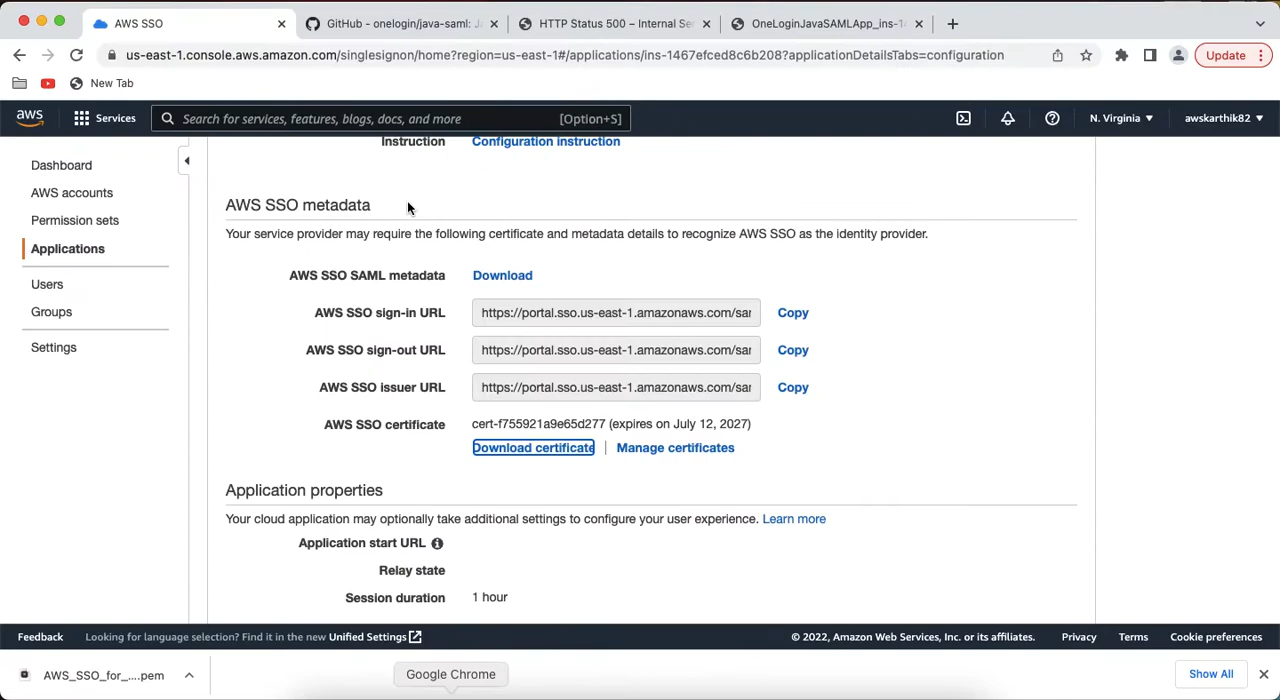 AWS SSO
GitHub - onelogin/java-saml: J
HTTP Status 500 – Internal Se
OneLoginJavaSAMLApp_ins-1
us-east-1.console.aws.amazon.com/singlesignon/home?region=us-east-1#/applications/ins-1467efced8c6b208?applicationDetailsTabs=configuration
Update
New Tab
aws
Services
Search for services, features, blogs, docs, and more
[Option+S]
N. Virginia
awskarthik82
Dashboard
AWS accounts
Permission sets
Applications
Users
Groups
Settings
Instruction
Configuration instruction
AWS SSO metadata
Your service provider may require the following certificate and metadata details to recognize AWS SSO as the identity provider.
AWS SSO SAML metadata
Download
AWS SSO sign-in URL
https://portal.sso.us-east-1.amazonaws.com/sar
Copy
AWS SSO sign-out URL
https://portal.sso.us-east-1.amazonaws.com/sar
Copy
AWS SSO issuer URL
https://portal.sso.us-east-1.amazonaws.com/sar
Copy
AWS SSO certificate
cert-f755921a9e65d277 (expires on July 12, 2027)
Download certificate | Manage certificates
Application properties
Your cloud application may optionally take additional settings to configure your user experience. Learn more
Application start URL
Relay state
Session duration
1 hour
Feedback
Looking for language selection? Find it in the new Unified Settings
© 2022, Amazon Web Services, Inc. or its affiliates.
Privacy
Terms
Cookie preferences
AWS_SSO_for_....pem
Google Chrome
Show All